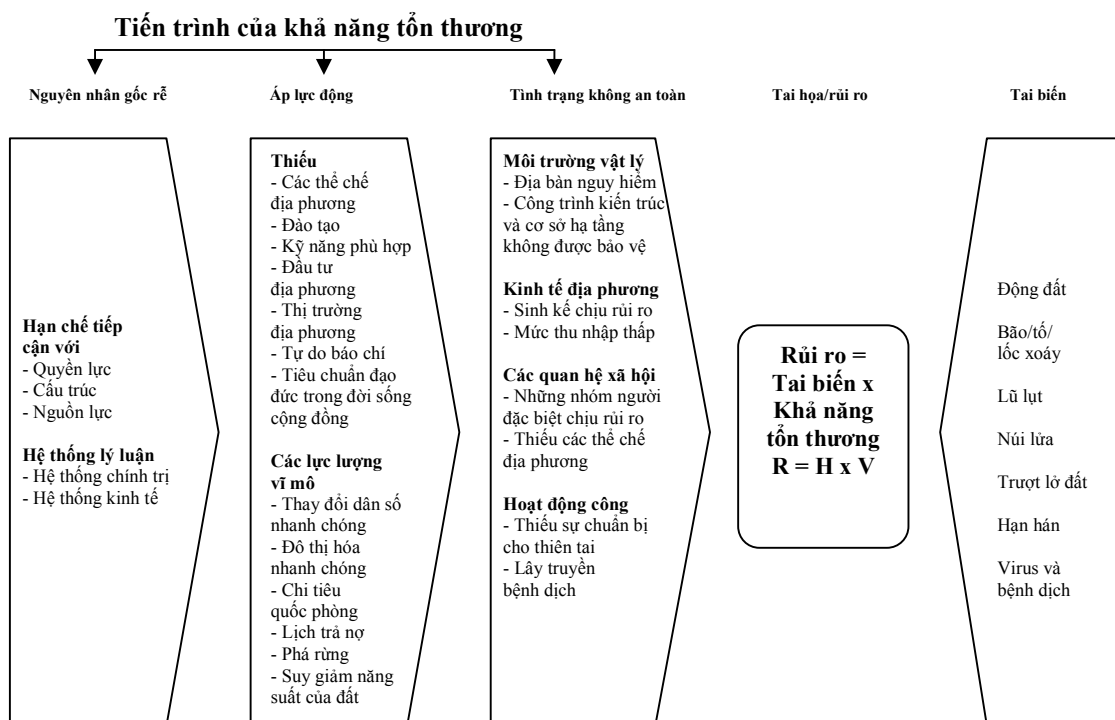 Tiến trình của khả năng tổn thương
Nguyên nhân gốc rễ
Áp lực động
Tình trạng không an toàn
Tai họa/rủi ro
Tai biến
Hạn chế tiếp
cận với
- Quyền lực
- Cấu trúc
- Nguồn lực
Hệ thống lý luận
- Hệ thống chính trị
- Hệ thống kinh tế
Thiếu
- Các thể chế
địa phương
- Đào tạo
- Kỹ năng phù hợp
- Đầu tư
địa phương
- Thị trường
địa phương
- Tự do báo chí
- Tiêu chuẩn đạo
đức trong đời sống
cộng đồng
Các lực lượng
vĩ mô
- Thay đổi dân số
nhanh chóng
- Đô thị hóa
nhanh chóng
- Chi tiêu
quốc phòng
- Lịch trả nợ
- Phá rừng
- Suy giảm năng
suất của đất
Môi trường vật lý
- Địa bàn nguy hiểm
- Công trình kiến trúc
và cơ sở hạ tầng
không được bảo vệ
Kinh tế địa phương
- Sinh kế chịu rủi ro
- Mức thu nhập thấp
Các quan hệ xã hội
- Những nhóm người
đặc biệt chịu rủi ro
- Thiếu các thể chế
địa phương
Hoạt động công
- Thiếu sự chuẩn bị
cho thiên tai
- Lây truyền
bệnh dịch
Rủi ro =
Tai biến x
Khả năng
tổn thương
R = H x V
Động đất
Bão/tố/
lốc xoáy
Lũ lụt
Núi lửa
Trượt lở đất
Hạn hán
Virus và
bệnh dịch